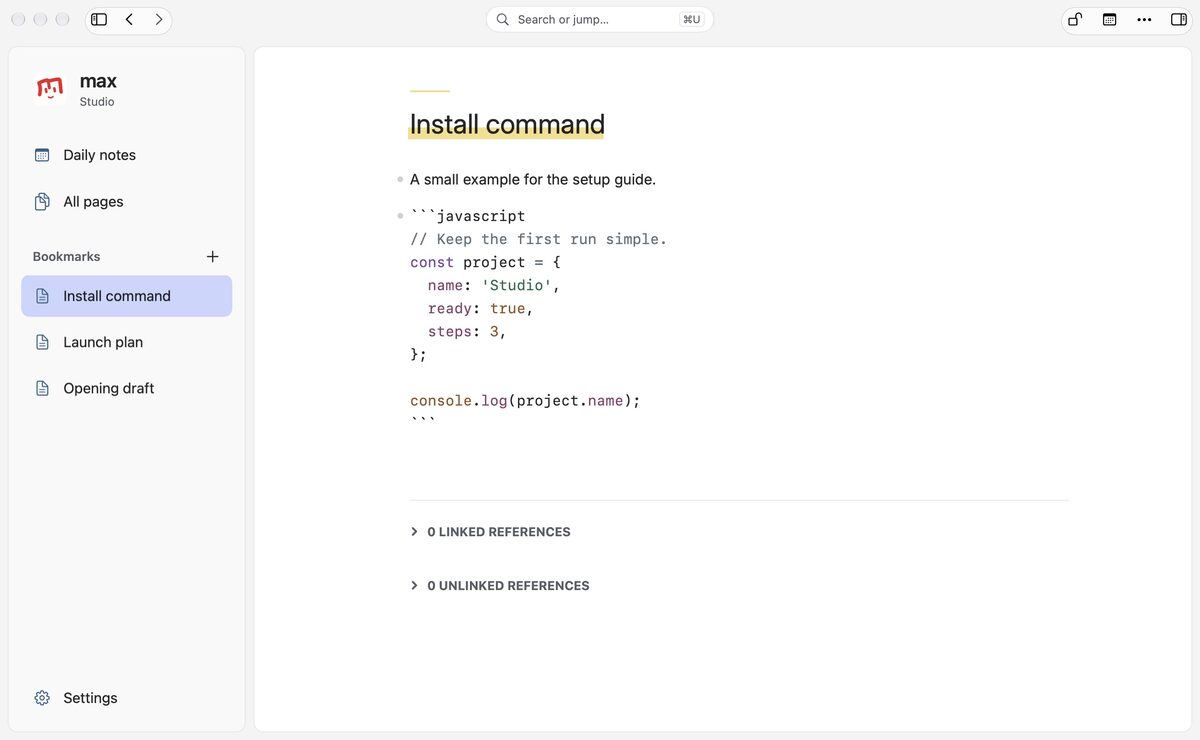 Search or jump... ⌘U
max
Studio
Daily notes
All pages
Bookmarks
Install command
Launch plan
Opening draft
Settings
Install command
A small example for the setup guide.
```javascript
// Keep the first run simple.
const project = {
  name: 'Studio',
  ready: true,
  steps: 3,
};

console.log(project.name);
```
0 LINKED REFERENCES
0 UNLINKED REFERENCES